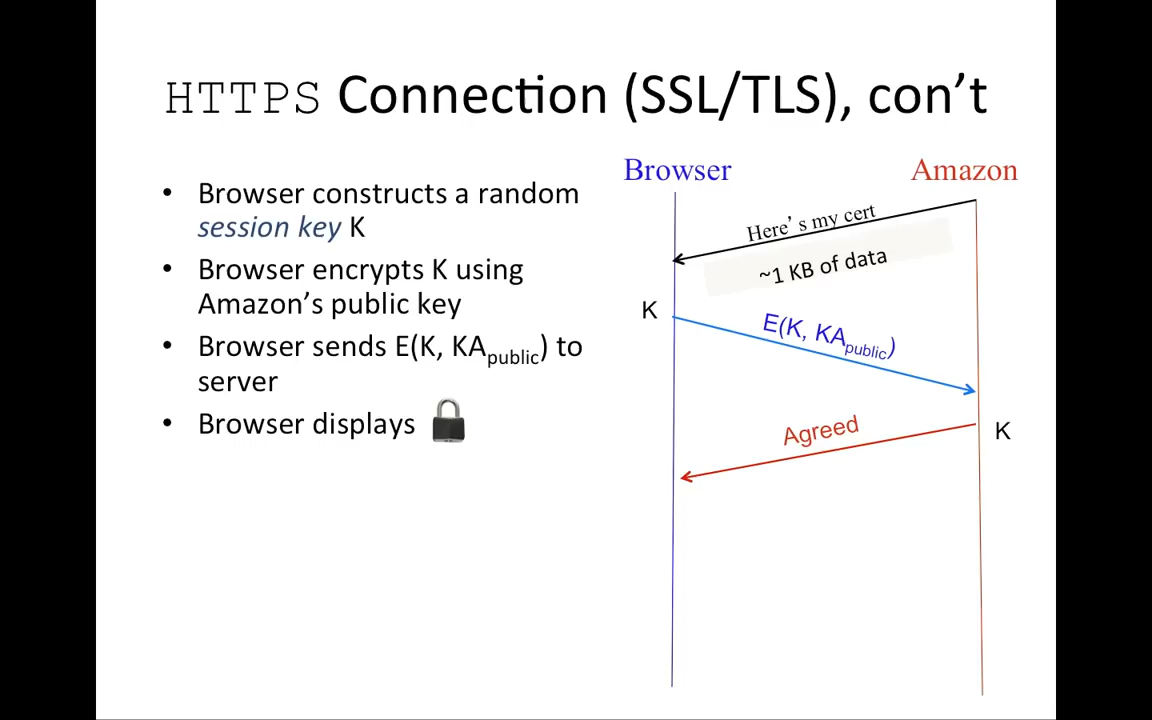 HTTPS Connection (SSL/TLS), con’t
• Browser constructs a random
session key K
• Browser encrypts K using
Amazon’s public key
• Browser sends E(K, KApublic) to
server
• Browser displays
Browser
Amazon
Here’s my cert
~1 KB of data
K
E(K, KApublic)
Agreed
K